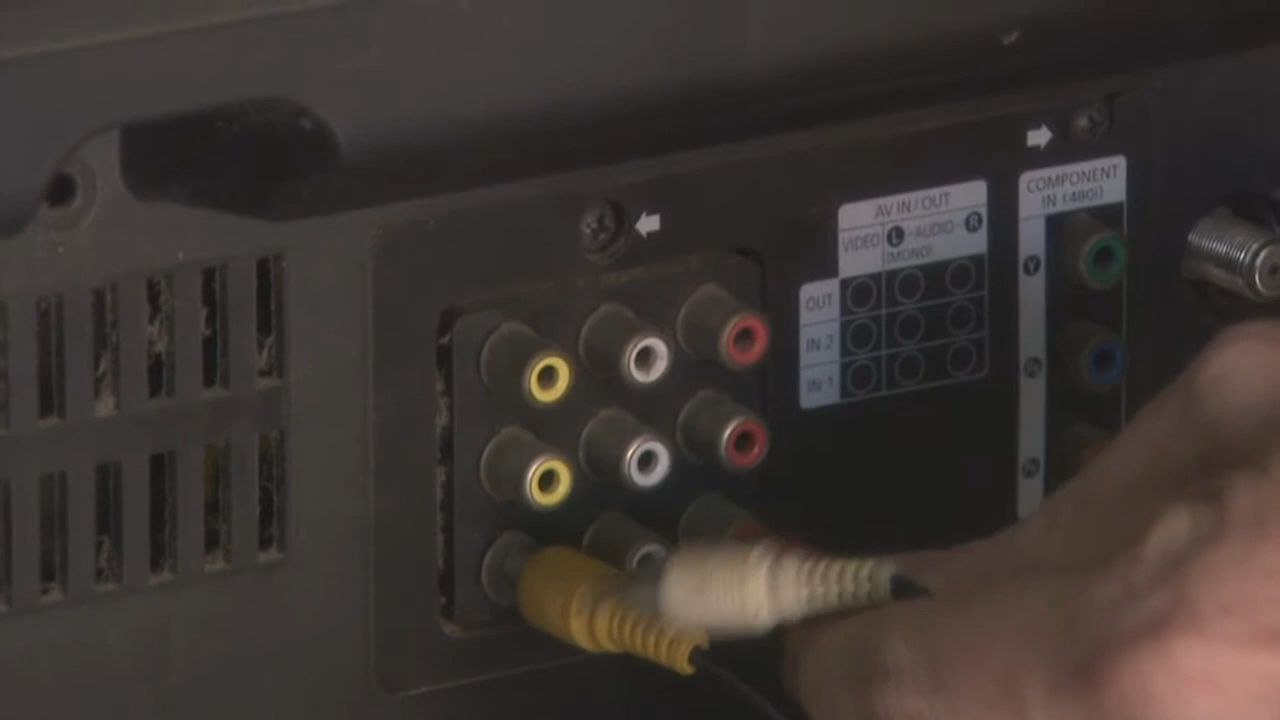 AV IN / OUT
VIDEO L-AUDIO-R
(MONO)
OUT
IN 2
IN 1
COMPONENT
IN (480i)
Y